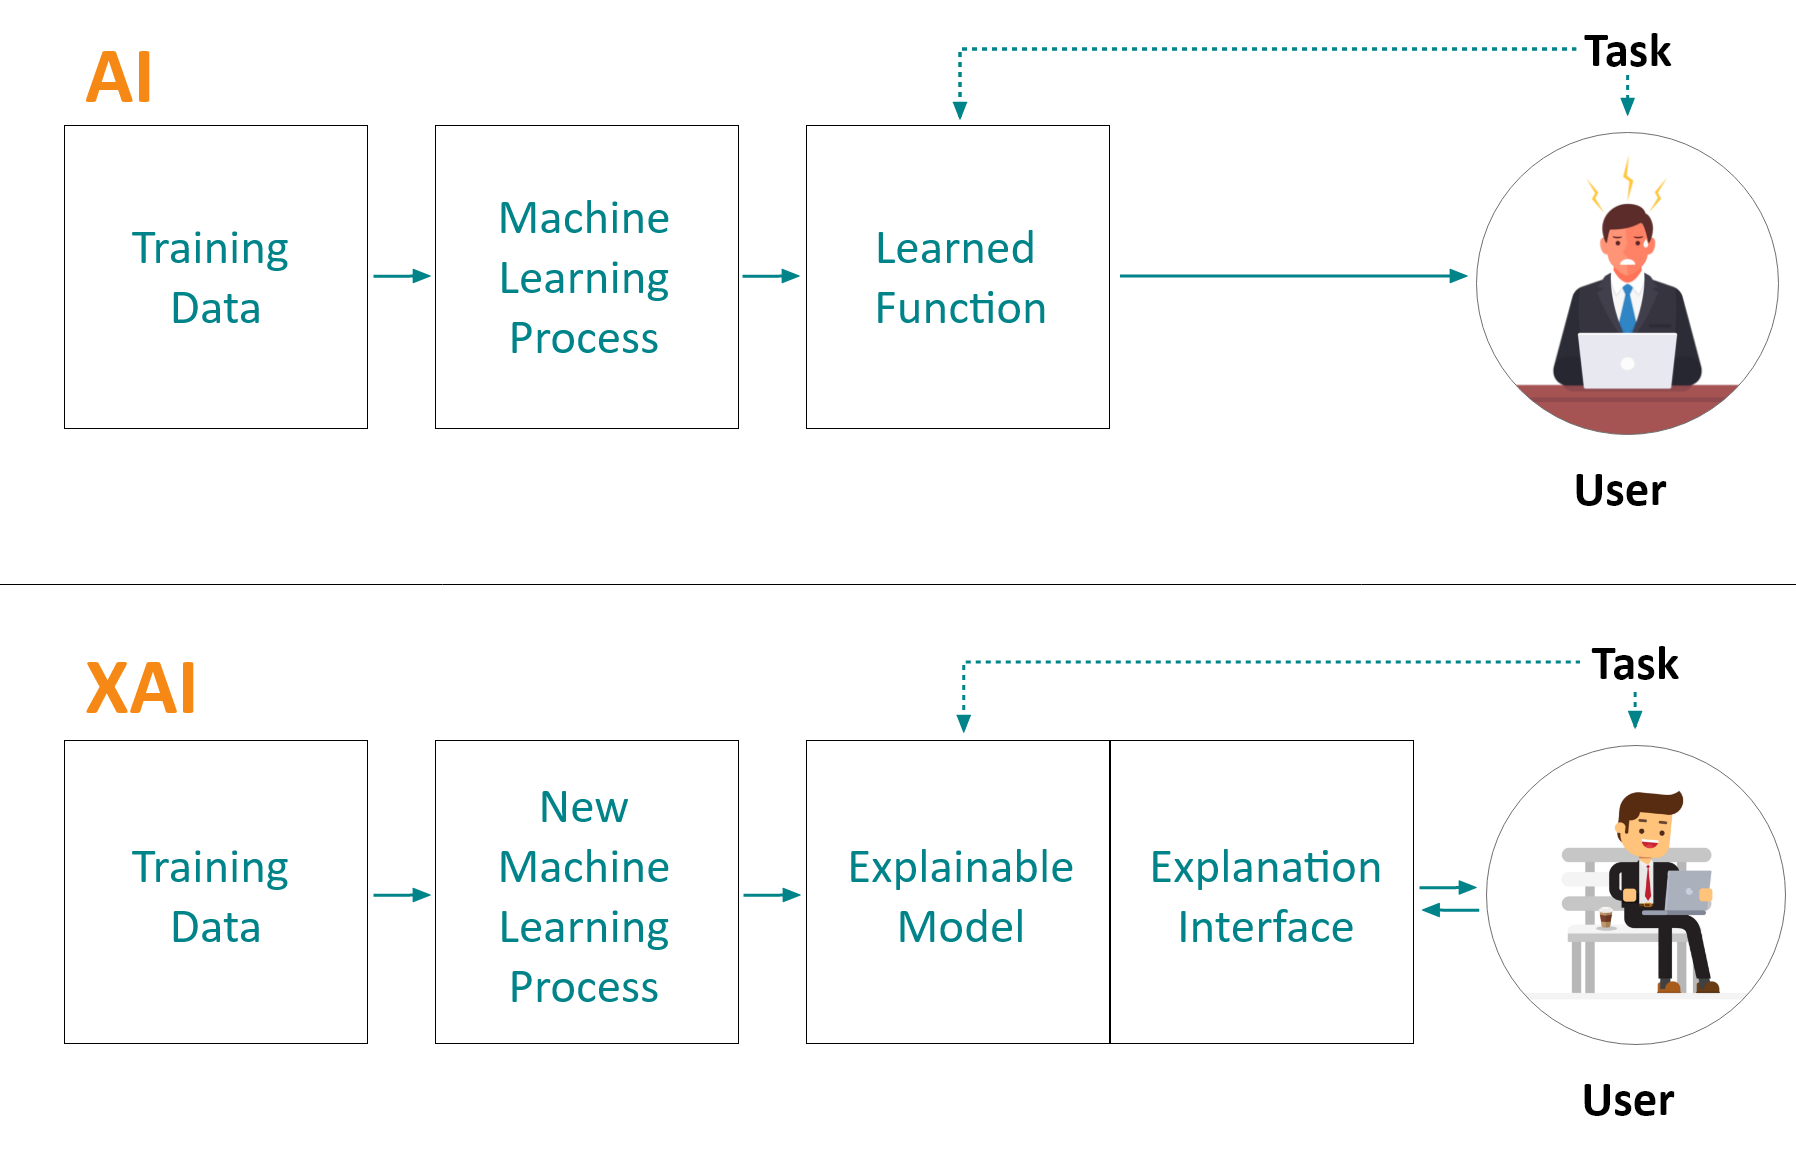 AI
Task
Training
Data
Machine
Learning
Process
Learned
Function
User
XAI
Task
Training
Data
New
Machine
Learning
Process
Explainable
Model
Explanation
Interface
User